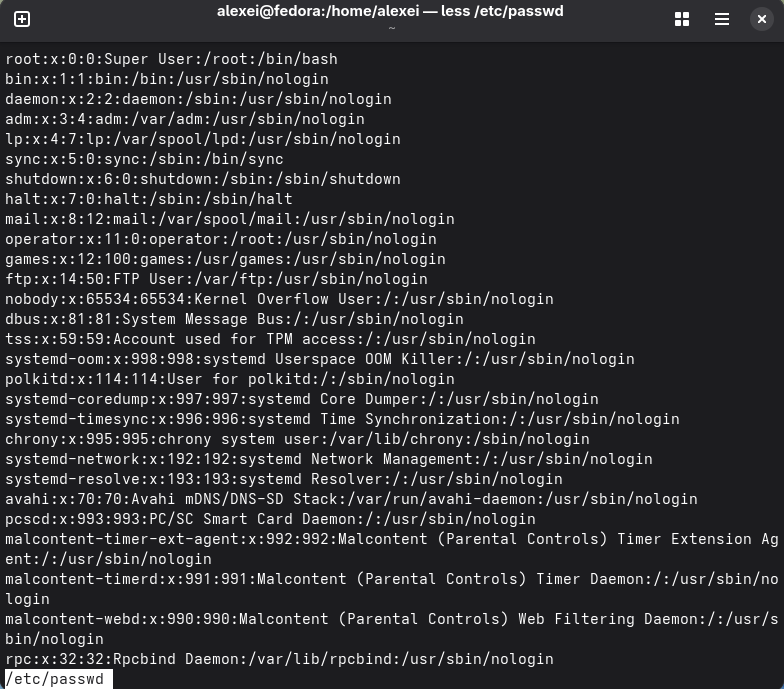 alexei@fedora:/home/alexei — less /etc/passwd
~
root:x:0:0:Super User:/root:/bin/bash
bin:x:1:1:bin:/bin:/usr/sbin/nologin
daemon:x:2:2:daemon:/sbin:/usr/sbin/nologin
adm:x:3:4:adm:/var/adm:/usr/sbin/nologin
lp:x:4:7:lp:/var/spool/lpd:/usr/sbin/nologin
sync:x:5:0:sync:/sbin:/bin/sync
shutdown:x:6:0:shutdown:/sbin:/sbin/shutdown
halt:x:7:0:halt:/sbin:/sbin/halt
mail:x:8:12:mail:/var/spool/mail:/usr/sbin/nologin
operator:x:11:0:operator:/root:/usr/sbin/nologin
games:x:12:100:games:/usr/games:/usr/sbin/nologin
ftp:x:14:50:FTP User:/var/ftp:/usr/sbin/nologin
nobody:x:65534:65534:Kernel Overflow User:/:/usr/sbin/nologin
dbus:x:81:81:System Message Bus:/:/usr/sbin/nologin
tss:x:59:59:Account used for TPM access:/:/usr/sbin/nologin
systemd-oom:x:998:998:systemd Userspace OOM Killer:/:/usr/sbin/nologin
polkitd:x:114:114:User for polkitd:/:/sbin/nologin
systemd-coredump:x:997:997:systemd Core Dumper:/:/usr/sbin/nologin
systemd-timesync:x:996:996:systemd Time Synchronization:/:/usr/sbin/nologin
chrony:x:995:995:chrony system user:/var/lib/chrony:/sbin/nologin
systemd-network:x:192:192:systemd Network Management:/:/usr/sbin/nologin
systemd-resolve:x:193:193:systemd Resolver:/:/usr/sbin/nologin
avahi:x:70:70:Avahi mDNS/DNS-SD Stack:/var/run/avahi-daemon:/usr/sbin/nologin
pcscd:x:993:993:PC/SC Smart Card Daemon:/:/usr/sbin/nologin
malcontent-timer-ext-agent:x:992:992:Malcontent (Parental Controls) Timer Extension Ag
ent:/:/usr/sbin/nologin
malcontent-timerd:x:991:991:Malcontent (Parental Controls) Timer Daemon:/:/usr/sbin/no
login
malcontent-webd:x:990:990:Malcontent (Parental Controls) Web Filtering Daemon:/:/usr/s
bin/nologin
rpc:x:32:32:Rpcbind Daemon:/var/lib/rpcbind:/usr/sbin/nologin
/etc/passwd